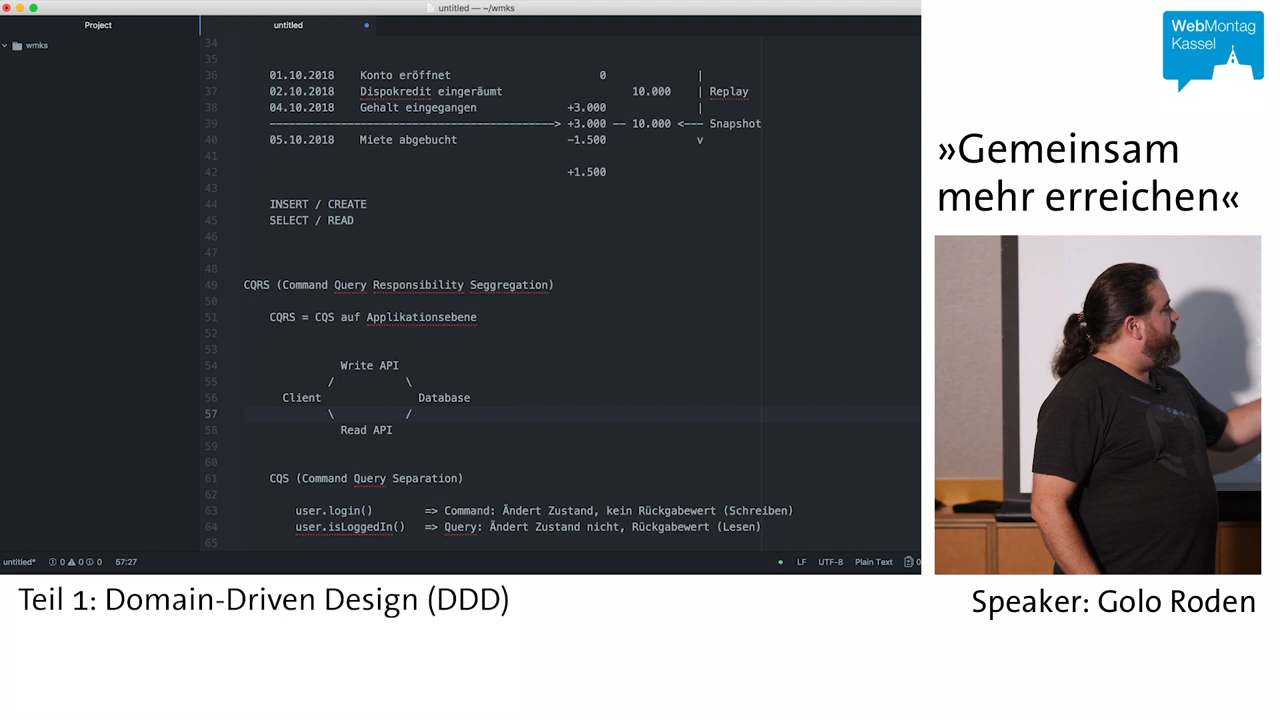 untitled — ~/wmks
Project
untitled
wmks
34
35
36 01.10.2018 Konto eröffnet 0 |
37 02.10.2018 Dispokredit eingeräumt 10.000 | Replay
38 04.10.2018 Gehalt eingegangen +3.000 |
39 --------------------------------------------> +3.000 -- 10.000 <--- Snapshot
40 05.10.2018 Miete abgebucht -1.500 v
41
42 +1.500
43
44 INSERT / CREATE
45 SELECT / READ
46
47
48
49 CQRS (Command Query Responsibility Seggregation)
50
51 CQRS = CQS auf Applikationsebene
52
53
54 Write API
55 / \
56 Client Database
57 \ /
58 Read API
59
60
61 CQS (Command Query Separation)
62
63 user.login() => Command: Ändert Zustand, kein Rückgabewert (Schreiben)
64 user.isLoggedIn() => Query: Ändert Zustand nicht, Rückgabewert (Lesen)
65
untitled* 0 0 0 57:27 LF UTF-8 Plain Text 0
WebMontag
Kassel
»Gemeinsam
mehr erreichen«
Teil 1: Domain-Driven Design (DDD)
Speaker: Golo Roden